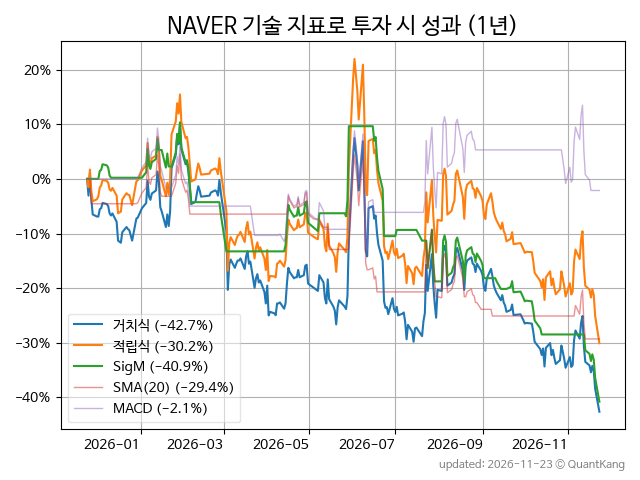 NAVER 기술 지표로 투자 시 성과 (1년)
20%
10%
0%
−10%
−20%
−30%
−40%
거치식 (−42.7%)
적립식 (−30.2%)
SigM (−40.9%)
SMA(20) (−29.4%)
MACD (−2.1%)
2026-01 2026-03 2026-05 2026-07 2026-09 2026-11
updated: 2026-11-23 © QuantKang